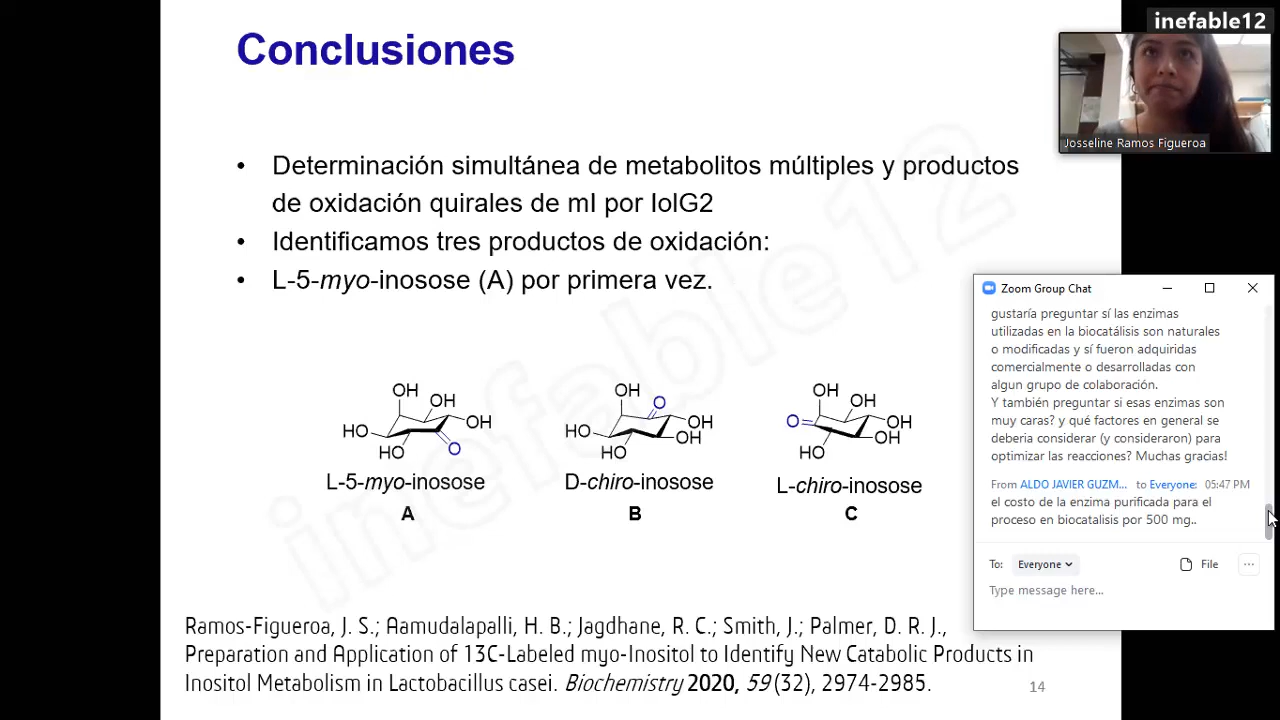 Conclusiones
inefable12
Josseline Ramos Figueroa
• Determinación simultánea de metabolitos múltiples y productos
de oxidación quirales de mI por IolG2
• Identificamos tres productos de oxidación:
• L-5-myo-inosose (A) por primera vez.
OH
OH
OH
HO
HO
O
L-5-myo-inosose
A
OH
O
OH
HO
OH
HO
D-chiro-inosose
B
OH
OH
O
OH
OH
HO
L-chiro-inosose
C
inefable12
Ramos-Figueroa, J. S.; Aamudalapalli, H. B.; Jagdhane, R. C.; Smith, J.; Palmer, D. R. J.,
Preparation and Application of 13C-Labeled myo-Inositol to Identify New Catabolic Products in
Inositol Metabolism in Lactobacillus casei. Biochemistry 2020, 59 (32), 2974-2985.
14
Zoom Group Chat
gustaría preguntar sí las enzimas
utilizadas en la biocatálisis son naturales
o modificadas y sí fueron adquiridas
comercialmente o desarrolladas con
algun grupo de colaboración.
Y también preguntar si esas enzimas son
muy caras? y qué factores en general se
deberia considerar (y consideraron) para
optimizar las reacciones? Muchas gracias!
From ALDO JAVIER GUZM... to Everyone: 05:47 PM
el costo de la enzima purificada para el
proceso en biocatalisis por 500 mg..
To: Everyone File ...
Type message here...